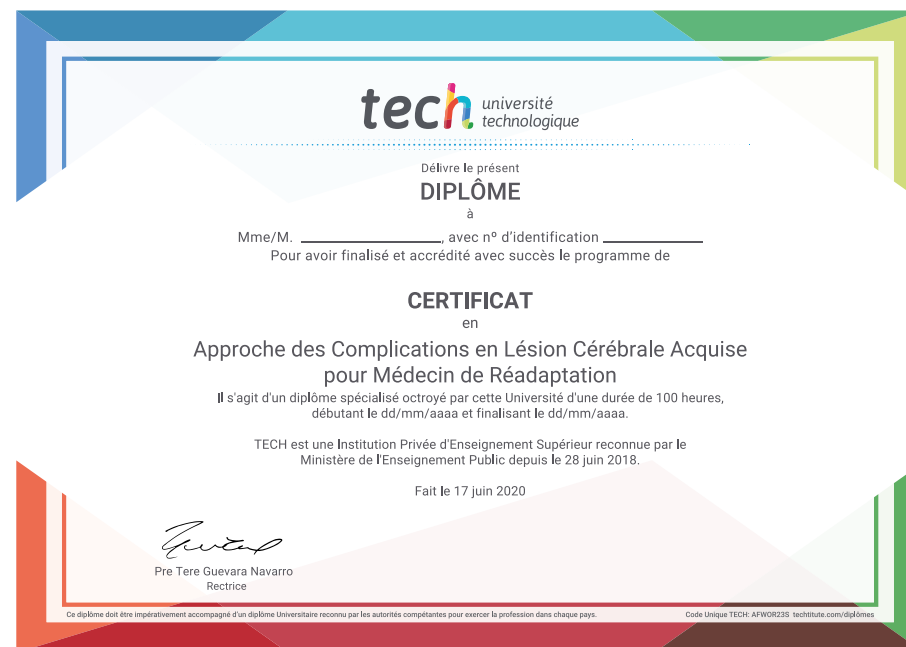 tech université
technologique
Délivre le présent
DIPLÔME
à
Mme/M. ____________________, avec nº d'identification ______________
Pour avoir finalisé et accrédité avec succès le programme de
CERTIFICAT
en
Approche des Complications en Lésion Cérébrale Acquise
pour Médecin de Réadaptation
Il s'agit d'un diplôme spécialisé octroyé par cette Université d'une durée de 100 heures,
débutant le dd/mm/aaaa et finalisant le dd/mm/aaaa.
TECH est une Institution Privée d'Enseignement Supérieur reconnue par le
Ministère de l'Enseignement Public depuis le 28 juin 2018.
Fait le 17 juin 2020
Pre Tere Guevara Navarro
Rectrice
Ce diplôme doit être impérativement accompagné d'un diplôme Universitaire reconnu par les autorités compétantes pour exercer la profession dans chaque pays.
Code Unique TECH: AFWOR23S techtitute.com/diplômes